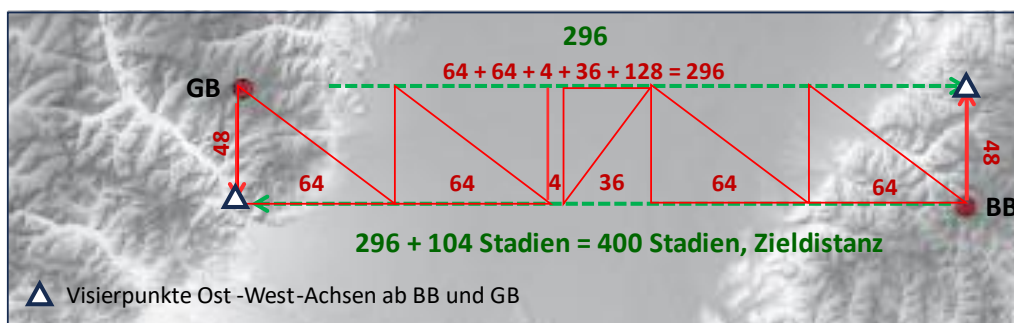 296
64 + 64 + 4 + 36 + 128 = 296
GB
48
48
64
64
4
36
64
64
BB
296 + 104 Stadien = 400 Stadien, Zieldistanz
Visierpunkte Ost -West-Achsen ab BB und GB